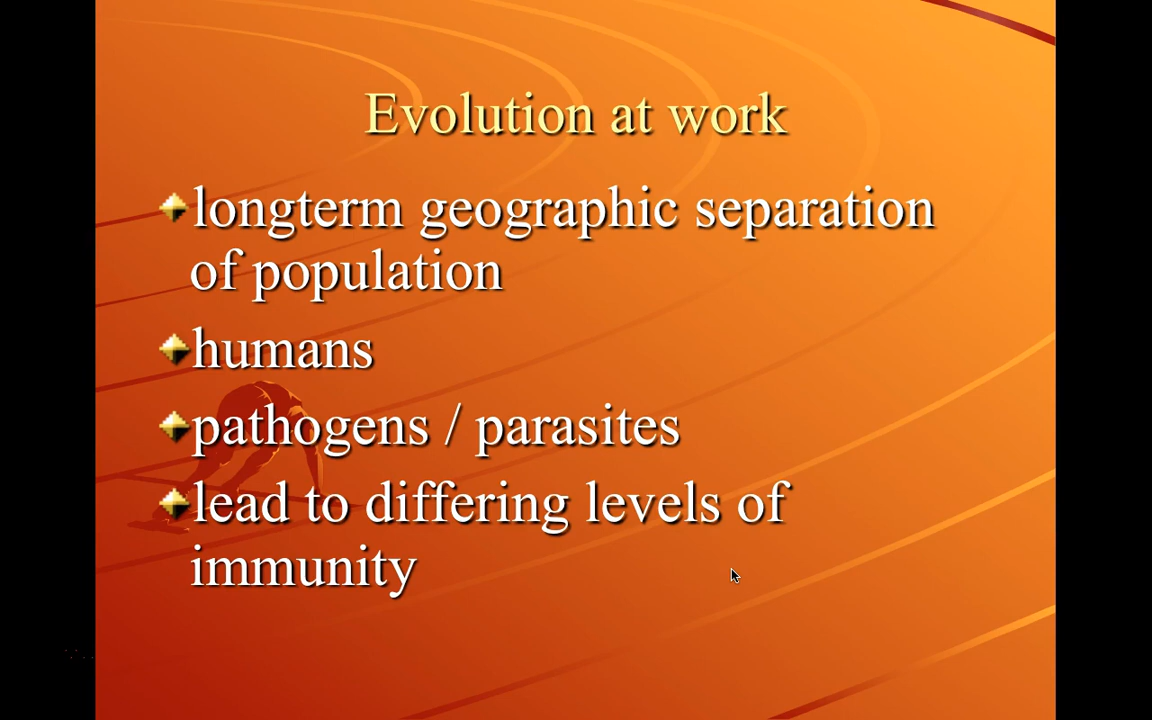 Evolution at work
longterm geographic separation
of population
humans
pathogens / parasites
lead to differing levels of
immunity